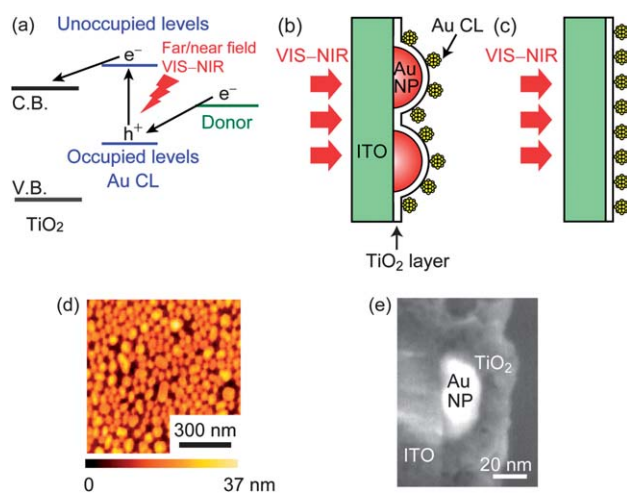 (a)
Unoccupied levels
e⁻
Far/near field
VIS–NIR
C.B.
e⁻
Donor
h⁺
Occupied levels
Au CL
V.B.
TiO₂
(b)
Au CL
VIS–NIR
Au
NP
ITO
TiO₂ layer
(c)
VIS–NIR
(d)
300 nm
0
37 nm
(e)
TiO₂
Au
NP
ITO
20 nm